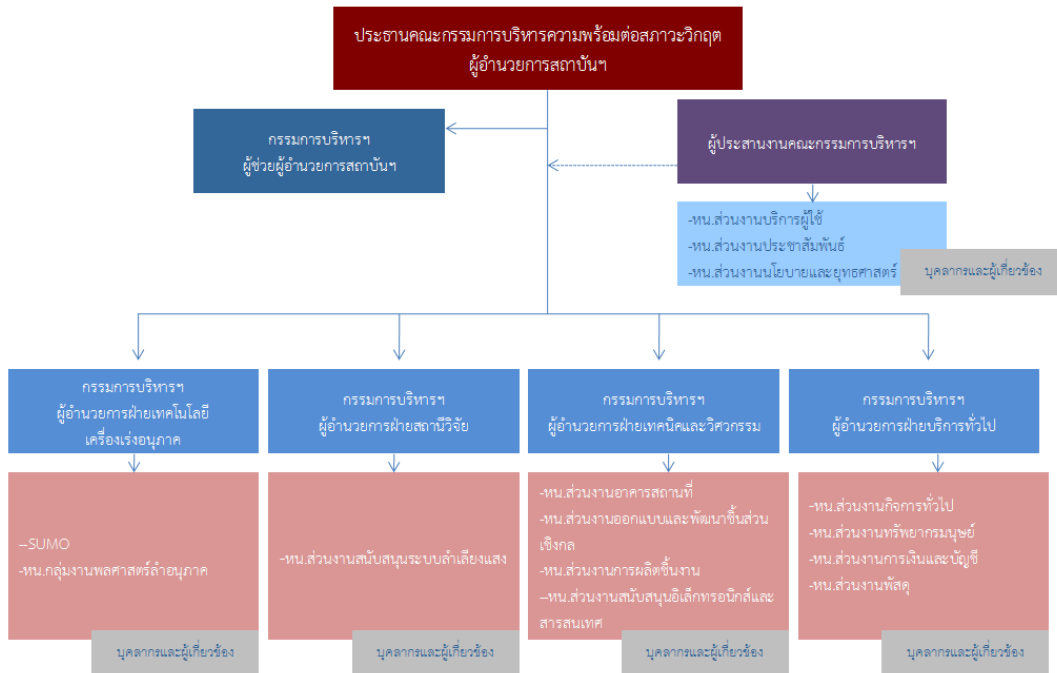 ประธานคณะกรรมการบริหารความพร้อมต่อสภาวะวิกฤต
ผู้อำนวยการสถาบันฯ
กรรมการบริหารฯ
ผู้ช่วยผู้อำนวยการสถาบันฯ
ผู้ประสานงานคณะกรรมการบริหารฯ
-หน.ส่วนงานบริการผู้ใช้
-หน.ส่วนงานประชาสัมพันธ์
-หน.ส่วนงานนโยบายและยุทธศาสตร์
บุคลากรและผู้เกี่ยวข้อง
กรรมการบริหารฯ
ผู้อำนวยการฝ่ายเทคโนโลยี
เครื่องเร่งอนุภาค
กรรมการบริหารฯ
ผู้อำนวยการฝ่ายสถานีวิจัย
กรรมการบริหารฯ
ผู้อำนวยการฝ่ายเทคนิคและวิศวกรรม
กรรมการบริหารฯ
ผู้อำนวยการฝ่ายบริการทั่วไป
--SUMO
-หน.กลุ่มงานพลศาสตร์ลำอนุภาค
บุคลากรและผู้เกี่ยวข้อง
-หน.ส่วนงานสนับสนุนระบบลำเลียงแสง
บุคลากรและผู้เกี่ยวข้อง
-หน.ส่วนงานอาคารสถานที่
-หน.ส่วนงานออกแบบและพัฒนาชิ้นส่วน
เชิงกล
-หน.ส่วนงานการผลิตชิ้นงาน
--หน.ส่วนงานสนับสนุนอิเล็กทรอนิกส์และ
สารสนเทศ
บุคลากรและผู้เกี่ยวข้อง
-หน.ส่วนงานกิจการทั่วไป
-หน.ส่วนงานทรัพยากรมนุษย์
-หน.ส่วนงานการเงินและบัญชี
-หน.ส่วนงานพัสดุ
บุคลากรและผู้เกี่ยวข้อง